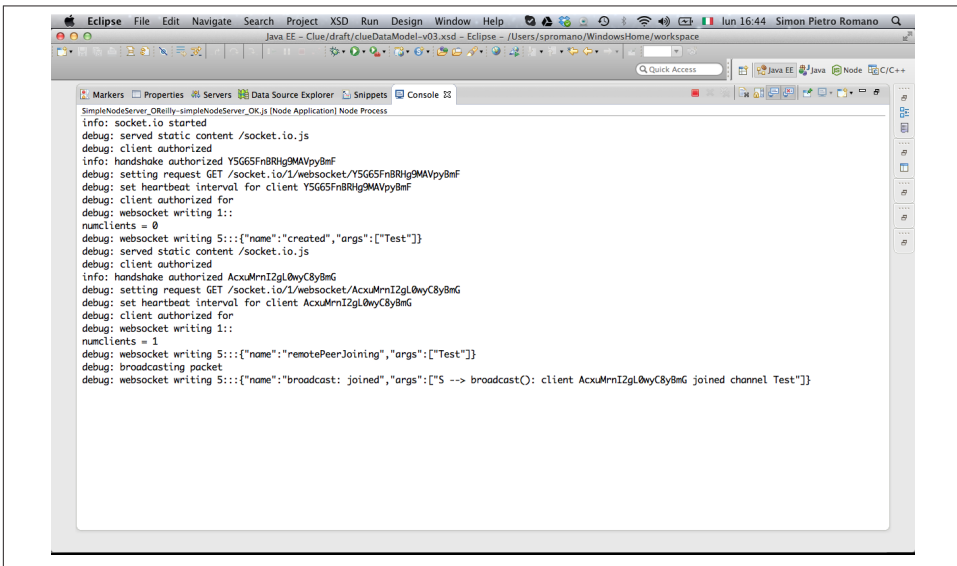 Eclipse File Edit Navigate Search Project XSD Run Design Window Help lun 16:44 Simon Pietro Romano
Java EE – Clue/draft/clueDataModel-v03.xsd – Eclipse – /Users/spromano/WindowsHome/workspace
Quick Access Java EE Java Node C/C++
Markers Properties Servers Data Source Explorer Snippets Console
SimpleNodeServer_OReilly-simpleNodeServer_OK.js [Node Application] Node Process
info: socket.io started
debug: served static content /socket.io.js
debug: client authorized
info: handshake authorized Y5G65FnBRHg9MAVpyBmF
debug: setting request GET /socket.io/1/websocket/Y5G65FnBRHg9MAVpyBmF
debug: set heartbeat interval for client Y5G65FnBRHg9MAVpyBmF
debug: client authorized for
debug: websocket writing 1::
numclients = 0
debug: websocket writing 5:::{"name":"created","args":["Test"]}
debug: served static content /socket.io.js
debug: client authorized
info: handshake authorized AcxuMrnI2gL0wyC8yBmG
debug: setting request GET /socket.io/1/websocket/AcxuMrnI2gL0wyC8yBmG
debug: set heartbeat interval for client AcxuMrnI2gL0wyC8yBmG
debug: client authorized for
debug: websocket writing 1::
numclients = 1
debug: websocket writing 5:::{"name":"remotePeerJoining","args":["Test"]}
debug: broadcasting packet
debug: websocket writing 5:::{"name":"broadcast: joined","args":["S --> broadcast(): client AcxuMrnI2gL0wyC8yBmG joined channel Test"]}